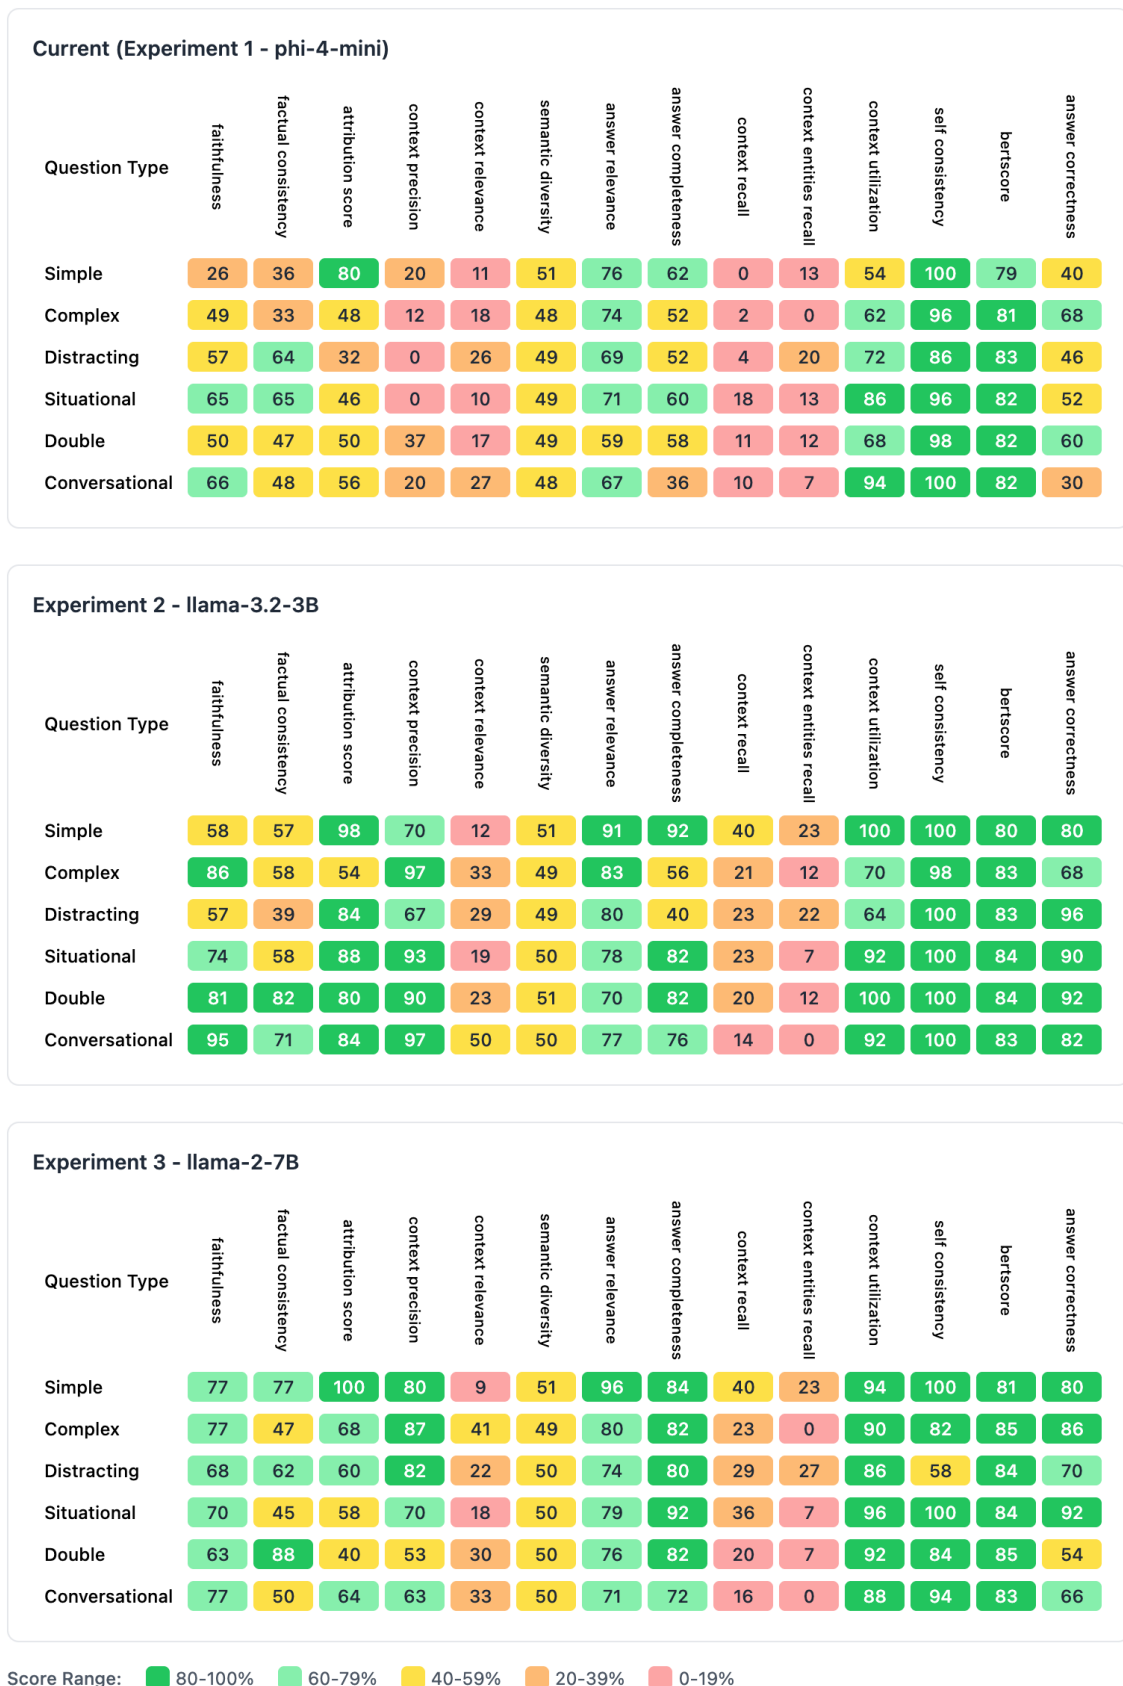 Current (Experiment 1 - phi-4-mini)
Question Type faithfulness factual consistency attribution score context precision context relevance semantic diversity answer relevance answer completeness context recall context entities recall context utilization self consistency bertscore answer correctness
Simple 26 36 80 20 11 51 76 62 0 13 54 100 79 40
Complex 49 33 48 12 18 48 74 52 2 0 62 96 81 68
Distracting 57 64 32 0 26 49 69 52 4 20 72 86 83 46
Situational 65 65 46 0 10 49 71 60 18 13 86 96 82 52
Double 50 47 50 37 17 49 59 58 11 12 68 98 82 60
Conversational 66 48 56 20 27 48 67 36 10 7 94 100 82 30
Experiment 2 - llama-3.2-3B
Question Type faithfulness factual consistency attribution score context precision context relevance semantic diversity answer relevance answer completeness context recall context entities recall context utilization self consistency bertscore answer correctness
Simple 58 57 98 70 12 51 91 92 40 23 100 100 80 80
Complex 86 58 54 97 33 49 83 56 21 12 70 98 83 68
Distracting 57 39 84 67 29 49 80 40 23 22 64 100 83 96
Situational 74 58 88 93 19 50 78 82 23 7 92 100 84 90
Double 81 82 80 90 23 51 70 82 20 12 100 100 84 92
Conversational 95 71 84 97 50 50 77 76 14 0 92 100 83 82
Experiment 3 - llama-2-7B
Question Type faithfulness factual consistency attribution score context precision context relevance semantic diversity answer relevance answer completeness context recall context entities recall context utilization self consistency bertscore answer correctness
Simple 77 77 100 80 9 51 96 84 40 23 94 100 81 80
Complex 77 47 68 87 41 49 80 82 23 0 90 82 85 86
Distracting 68 62 60 82 22 50 74 80 29 27 86 58 84 70
Situational 70 45 58 70 18 50 79 92 36 7 96 100 84 92
Double 63 88 40 53 30 50 76 82 20 7 92 84 85 54
Conversational 77 50 64 63 33 50 71 72 16 0 88 94 83 66
Score Range: 80-100% 60-79% 40-59% 20-39% 0-19%